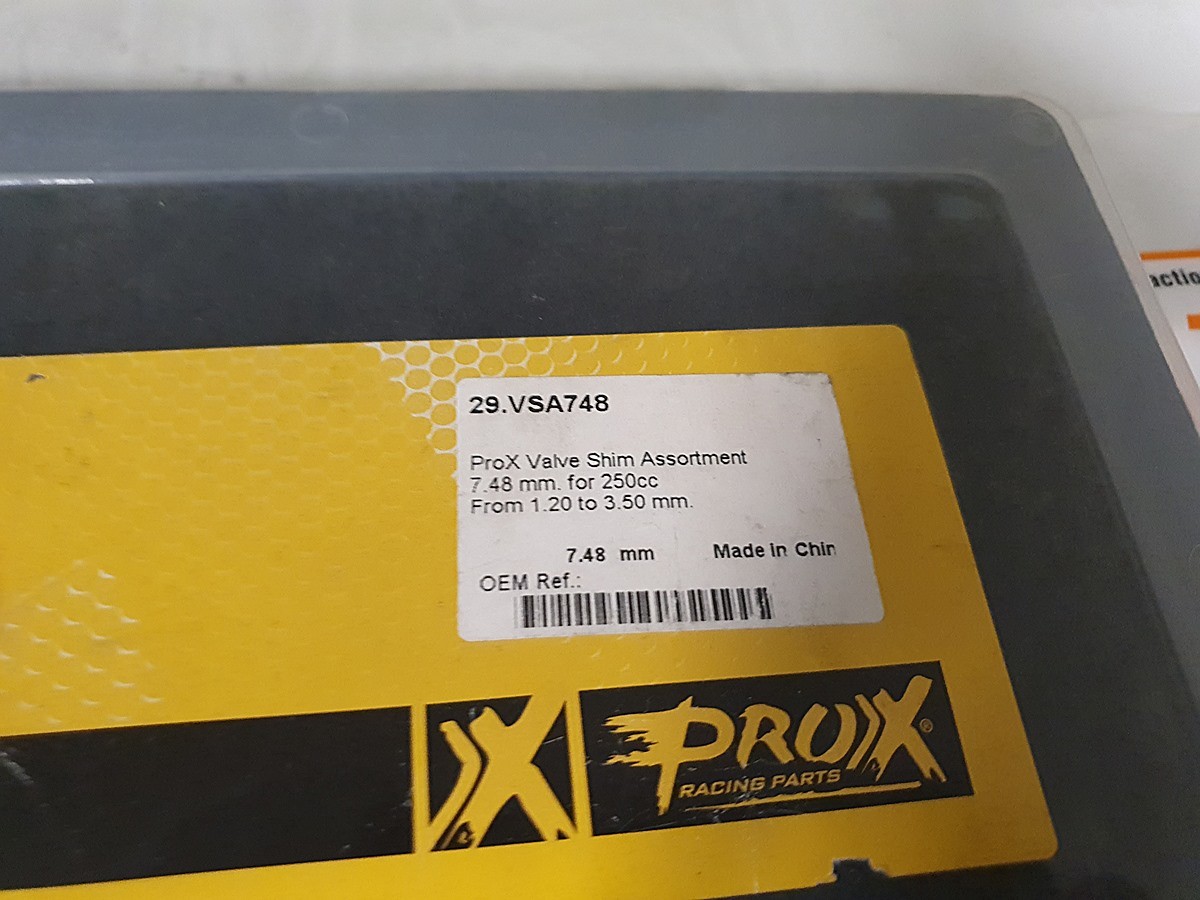 29.VSA748
ProX Valve Shim Assortment
7.48 mm. for 250cc
From 1.20 to 3.50 mm.
7.48 mm Made in Chin
OEM Ref.:
X PROX®
RACING PARTS
actio